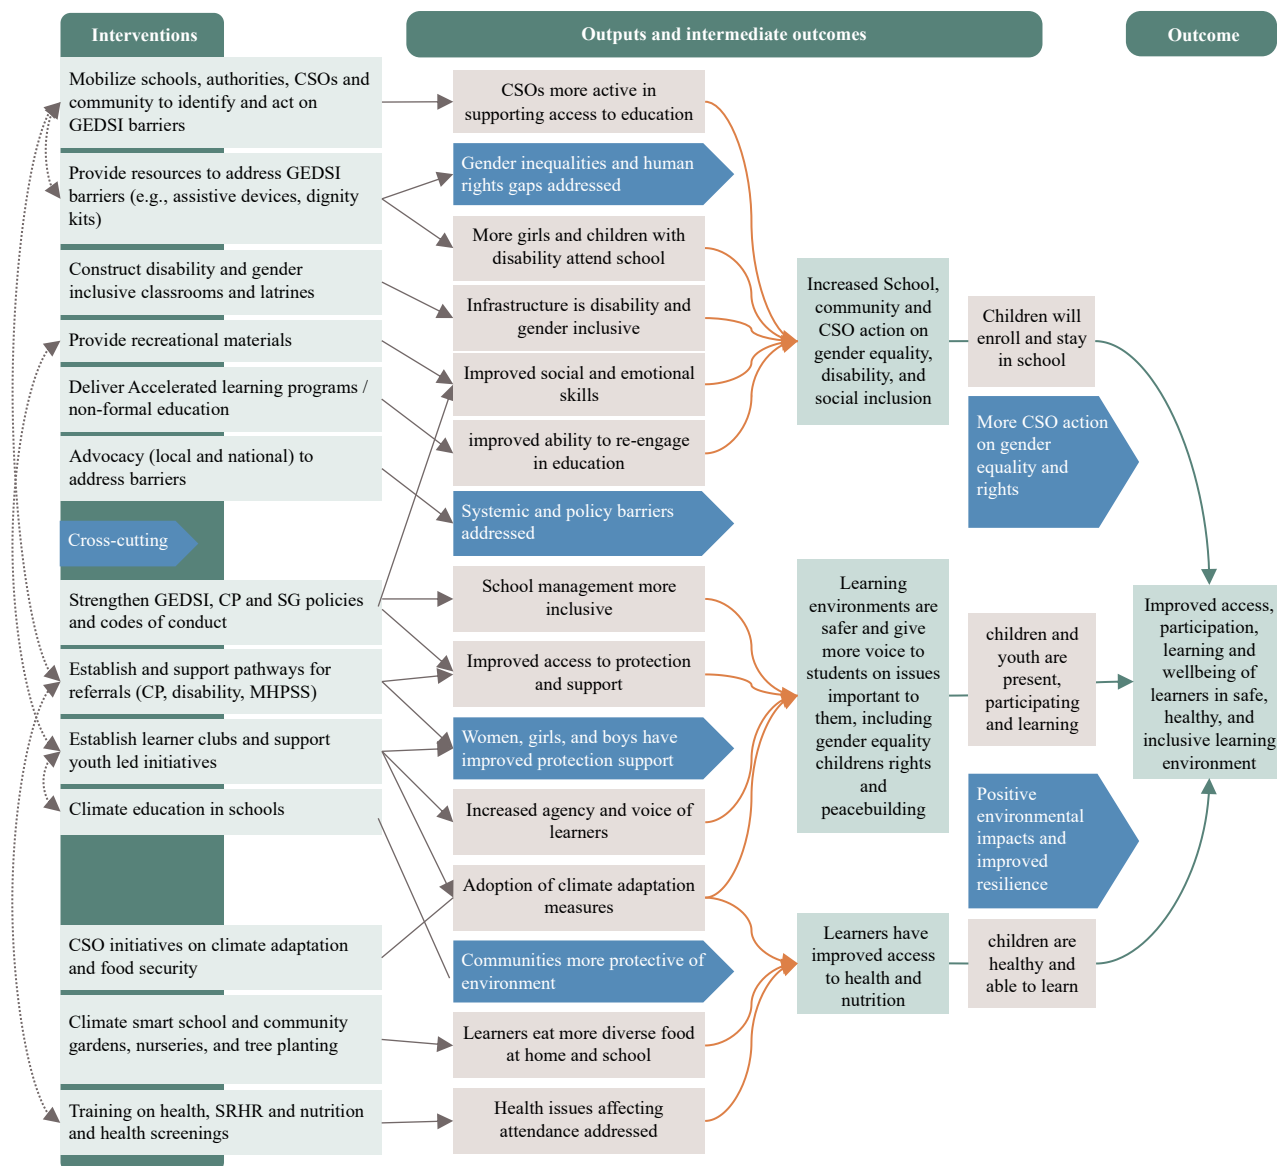 Interventions
Outputs and intermediate outcomes
Outcome
Mobilize schools, authorities, CSOs and
community to identify and act on
GEDSI barriers
Provide resources to address GEDSI
barriers (e.g., assistive devices, dignity
kits)
Construct disability and gender
inclusive classrooms and latrines
Provide recreational materials
Deliver Accelerated learning programs /
non-formal education
Advocacy (local and national) to
address barriers
Cross-cutting
Strengthen GEDSI, CP and SG policies
and codes of conduct
Establish and support pathways for
referrals (CP, disability, MHPSS)
Establish learner clubs and support
youth led initiatives
Climate education in schools
CSO initiatives on climate adaptation
and food security
Climate smart school and community
gardens, nurseries, and tree planting
Training on health, SRHR and nutrition
and health screenings
CSOs more active in
supporting access to education
Gender inequalities and human
rights gaps addressed
More girls and children with
disability attend school
Infrastructure is disability and
gender inclusive
Improved social and emotional
skills
improved ability to re-engage
in education
Systemic and policy barriers
addressed
School management more
inclusive
Improved access to protection
and support
Women, girls, and boys have
improved protection support
Increased agency and voice of
learners
Adoption of climate adaptation
measures
Communities more protective of
environment
Learners eat more diverse food
at home and school
Health issues affecting
attendance addressed
Increased School,
community and
CSO action on
gender equality,
disability, and
social inclusion
Learning
environments are
safer and give
more voice to
students on issues
important to
them, including
gender equality
childrens rights
and
peacebuilding
Learners have
improved access
to health and
nutrition
Children will
enroll and stay
in school
More CSO action
on gender
equality and
rights
children and
youth are
present,
participating
and learning
Positive
environmental
impacts and
improved
resilience
children are
healthy and
able to learn
Improved access,
participation,
learning and
wellbeing of
learners in safe,
healthy, and
inclusive learning
environment